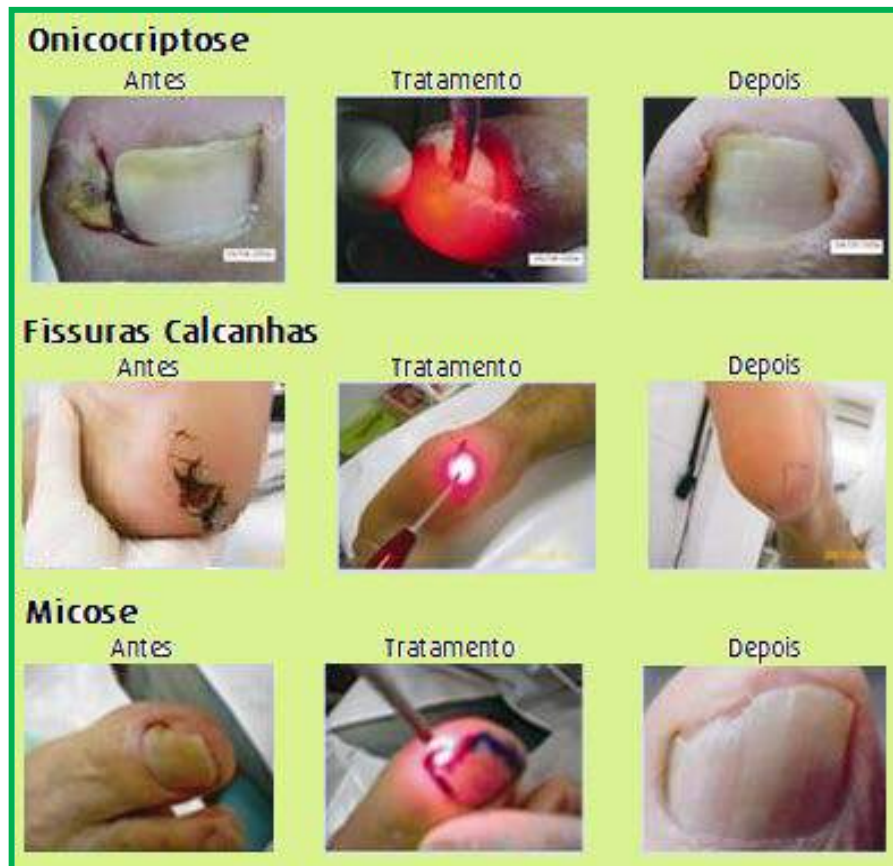 Onicocriptose
Antes
Tratamento
Depois
Fissuras Calcanhas
Antes
Tratamento
Depois
Micose
Antes
Tratamento
Depois